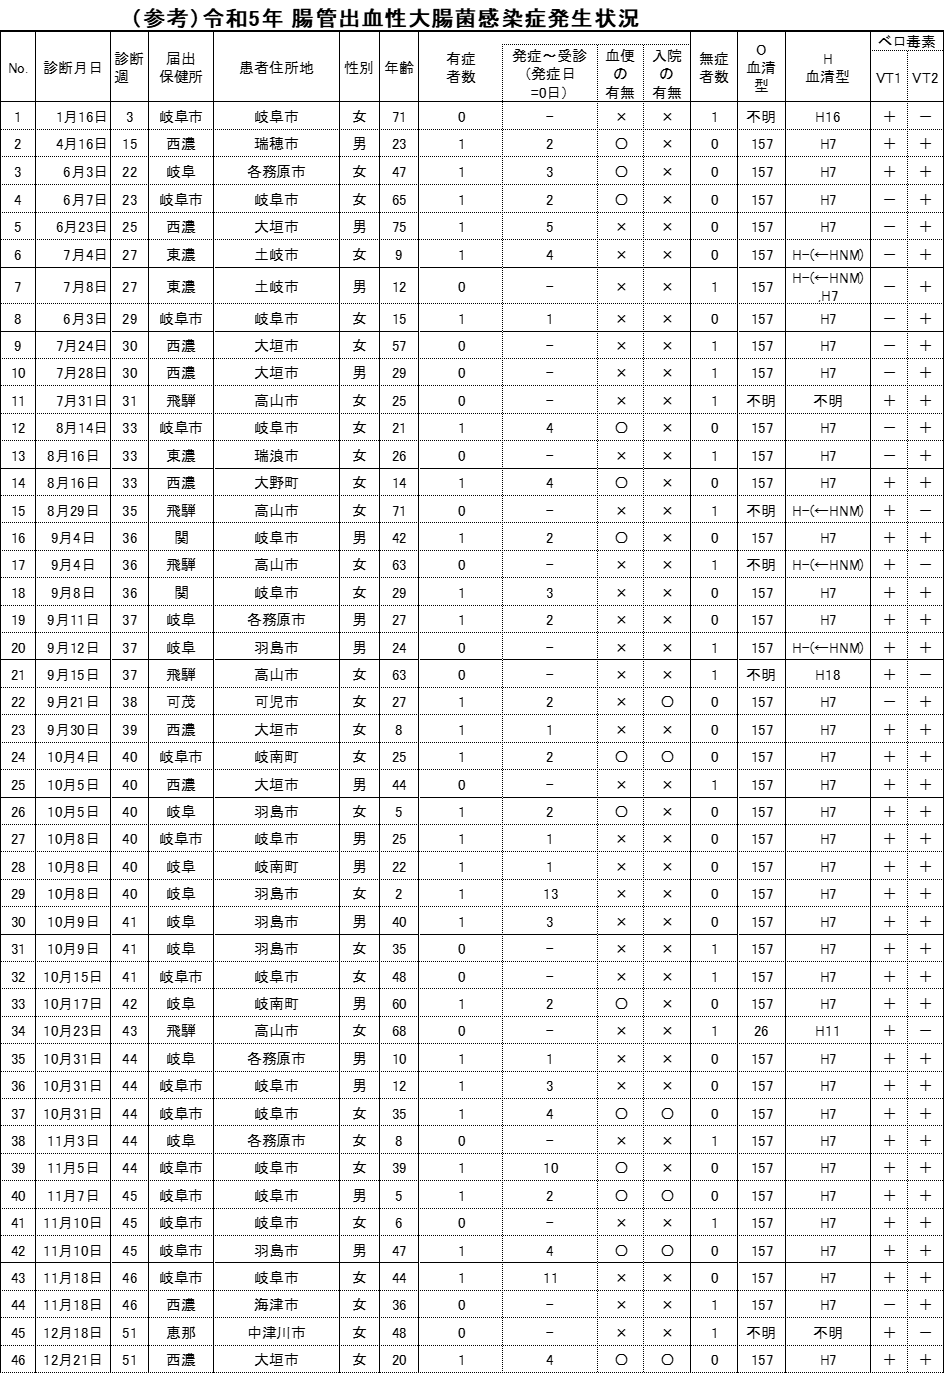 （参考）令和5年 腸管出血性大腸菌感染症発生状況
No. 診断月日 診断週 届出保健所 患者住所地 性別 年齢 有症者数 発症～受診（発症日=0日） 血便の有無 入院の有無 無症者数 O血清型 H血清型 ベロ毒素 VT1 VT2
1 1月16日 3 岐阜市 岐阜市 女 71 0 － × × 1 不明 H16 ＋ －
2 4月16日 15 西濃 瑞穂市 男 23 1 2 ○ × 0 157 H7 ＋ ＋
3 6月3日 22 岐阜 各務原市 女 47 1 3 ○ × 0 157 H7 ＋ ＋
4 6月7日 23 岐阜市 岐阜市 女 65 1 2 ○ × 0 157 H7 － ＋
5 6月23日 25 西濃 大垣市 男 75 1 5 × × 0 157 H7 － ＋
6 7月4日 27 東濃 土岐市 女 9 1 4 × × 0 157 H-(←HNM) － ＋
7 7月8日 27 東濃 土岐市 男 12 0 － × × 1 157 H-(←HNM),H7 － ＋
8 6月3日 29 岐阜市 岐阜市 女 15 1 1 × × 0 157 H7 － ＋
9 7月24日 30 西濃 大垣市 女 57 0 － × × 1 157 H7 － ＋
10 7月28日 30 西濃 大垣市 男 29 0 － × × 1 157 H7 － ＋
11 7月31日 31 飛騨 高山市 女 25 0 － × × 1 不明 不明 ＋ ＋
12 8月14日 33 岐阜市 岐阜市 女 21 1 4 ○ × 0 157 H7 － ＋
13 8月16日 33 東濃 瑞浪市 女 26 0 － × × 1 157 H7 － ＋
14 8月16日 33 西濃 大野町 女 14 1 4 ○ × 0 157 H7 ＋ ＋
15 8月29日 35 飛騨 高山市 女 71 0 － × × 1 不明 H-(←HNM) ＋ －
16 9月4日 36 関 岐阜市 男 42 1 2 ○ × 0 157 H7 ＋ ＋
17 9月4日 36 飛騨 高山市 女 63 0 － × × 1 不明 H-(←HNM) ＋ －
18 9月8日 36 関 岐阜市 女 29 1 3 × × 0 157 H7 ＋ ＋
19 9月11日 37 岐阜 各務原市 男 27 1 2 × × 0 157 H7 ＋ ＋
20 9月12日 37 岐阜 羽島市 男 24 0 － × × 1 157 H-(←HNM) ＋ ＋
21 9月15日 37 飛騨 高山市 女 63 0 － × × 1 不明 H18 ＋ －
22 9月21日 38 可茂 可児市 女 27 1 2 × ○ 0 157 H7 － ＋
23 9月30日 39 西濃 大垣市 女 8 1 1 × × 0 157 H7 ＋ ＋
24 10月4日 40 岐阜市 岐南町 女 25 1 2 ○ ○ 0 157 H7 ＋ ＋
25 10月5日 40 西濃 大垣市 男 44 0 － × × 1 157 H7 ＋ ＋
26 10月5日 40 岐阜 羽島市 女 5 1 2 ○ × 0 157 H7 ＋ ＋
27 10月8日 40 岐阜市 岐阜市 男 25 1 1 × × 0 157 H7 ＋ ＋
28 10月8日 40 岐阜 岐南町 男 22 1 1 × × 0 157 H7 ＋ ＋
29 10月8日 40 岐阜 羽島市 女 2 1 13 × × 0 157 H7 ＋ ＋
30 10月9日 41 岐阜 羽島市 男 40 1 3 × × 0 157 H7 ＋ ＋
31 10月9日 41 岐阜 羽島市 女 35 0 － × × 1 157 H7 ＋ ＋
32 10月15日 41 岐阜市 岐阜市 女 48 0 － × × 1 157 H7 ＋ ＋
33 10月17日 42 岐阜 岐南町 男 60 1 2 ○ × 0 157 H7 ＋ ＋
34 10月23日 43 飛騨 高山市 女 68 0 － × × 1 26 H11 ＋ －
35 10月31日 44 岐阜 各務原市 男 10 1 1 × × 0 157 H7 ＋ ＋
36 10月31日 44 岐阜市 岐阜市 男 12 1 3 × × 0 157 H7 ＋ ＋
37 10月31日 44 岐阜市 岐阜市 女 35 1 4 ○ ○ 0 157 H7 ＋ ＋
38 11月3日 44 岐阜 各務原市 女 8 0 － × × 1 157 H7 ＋ ＋
39 11月5日 44 岐阜市 岐阜市 女 39 1 10 ○ × 0 157 H7 ＋ ＋
40 11月7日 45 岐阜市 岐阜市 男 5 1 2 ○ ○ 0 157 H7 ＋ ＋
41 11月10日 45 岐阜市 岐阜市 女 6 0 － × × 1 157 H7 ＋ ＋
42 11月10日 45 岐阜市 羽島市 男 47 1 4 ○ ○ 0 157 H7 ＋ ＋
43 11月18日 46 岐阜市 岐阜市 女 44 1 11 × × 0 157 H7 ＋ ＋
44 11月18日 46 西濃 海津市 女 36 0 － × × 1 157 H7 － ＋
45 12月18日 51 恵那 中津川市 女 48 0 － × × 1 不明 不明 ＋ －
46 12月21日 51 西濃 大垣市 女 20 1 4 ○ ○ 0 157 H7 ＋ ＋